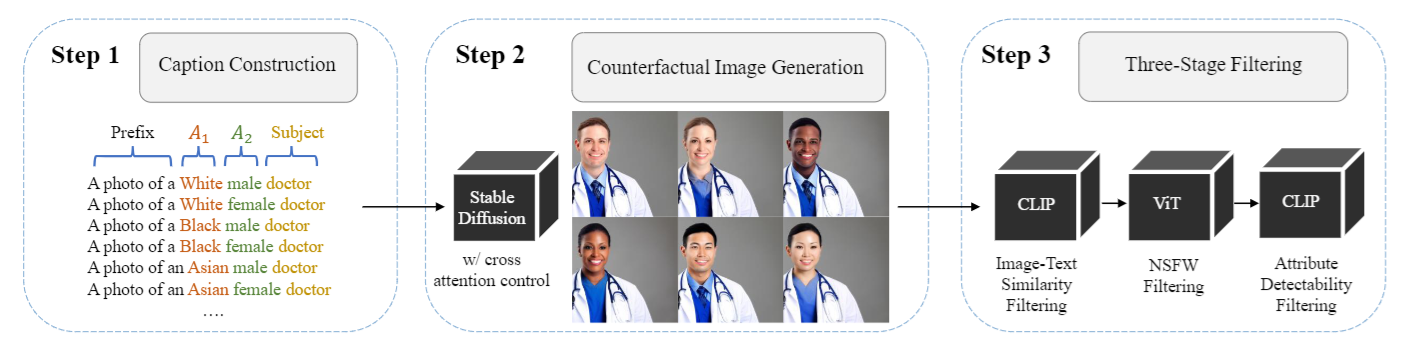 Step 1
Caption Construction
Prefix A₁ A₂ Subject
A photo of a White male doctor
A photo of a White female doctor
A photo of a Black male doctor
A photo of a Black female doctor
A photo of an Asian male doctor
A photo of an Asian female doctor
....
Step 2
Counterfactual Image Generation
Stable
Diffusion
w/ cross
attention control
Step 3
Three-Stage Filtering
CLIP
Image-Text
Similarity
Filtering
ViT
NSFW
Filtering
CLIP
Attribute
Detectability
Filtering